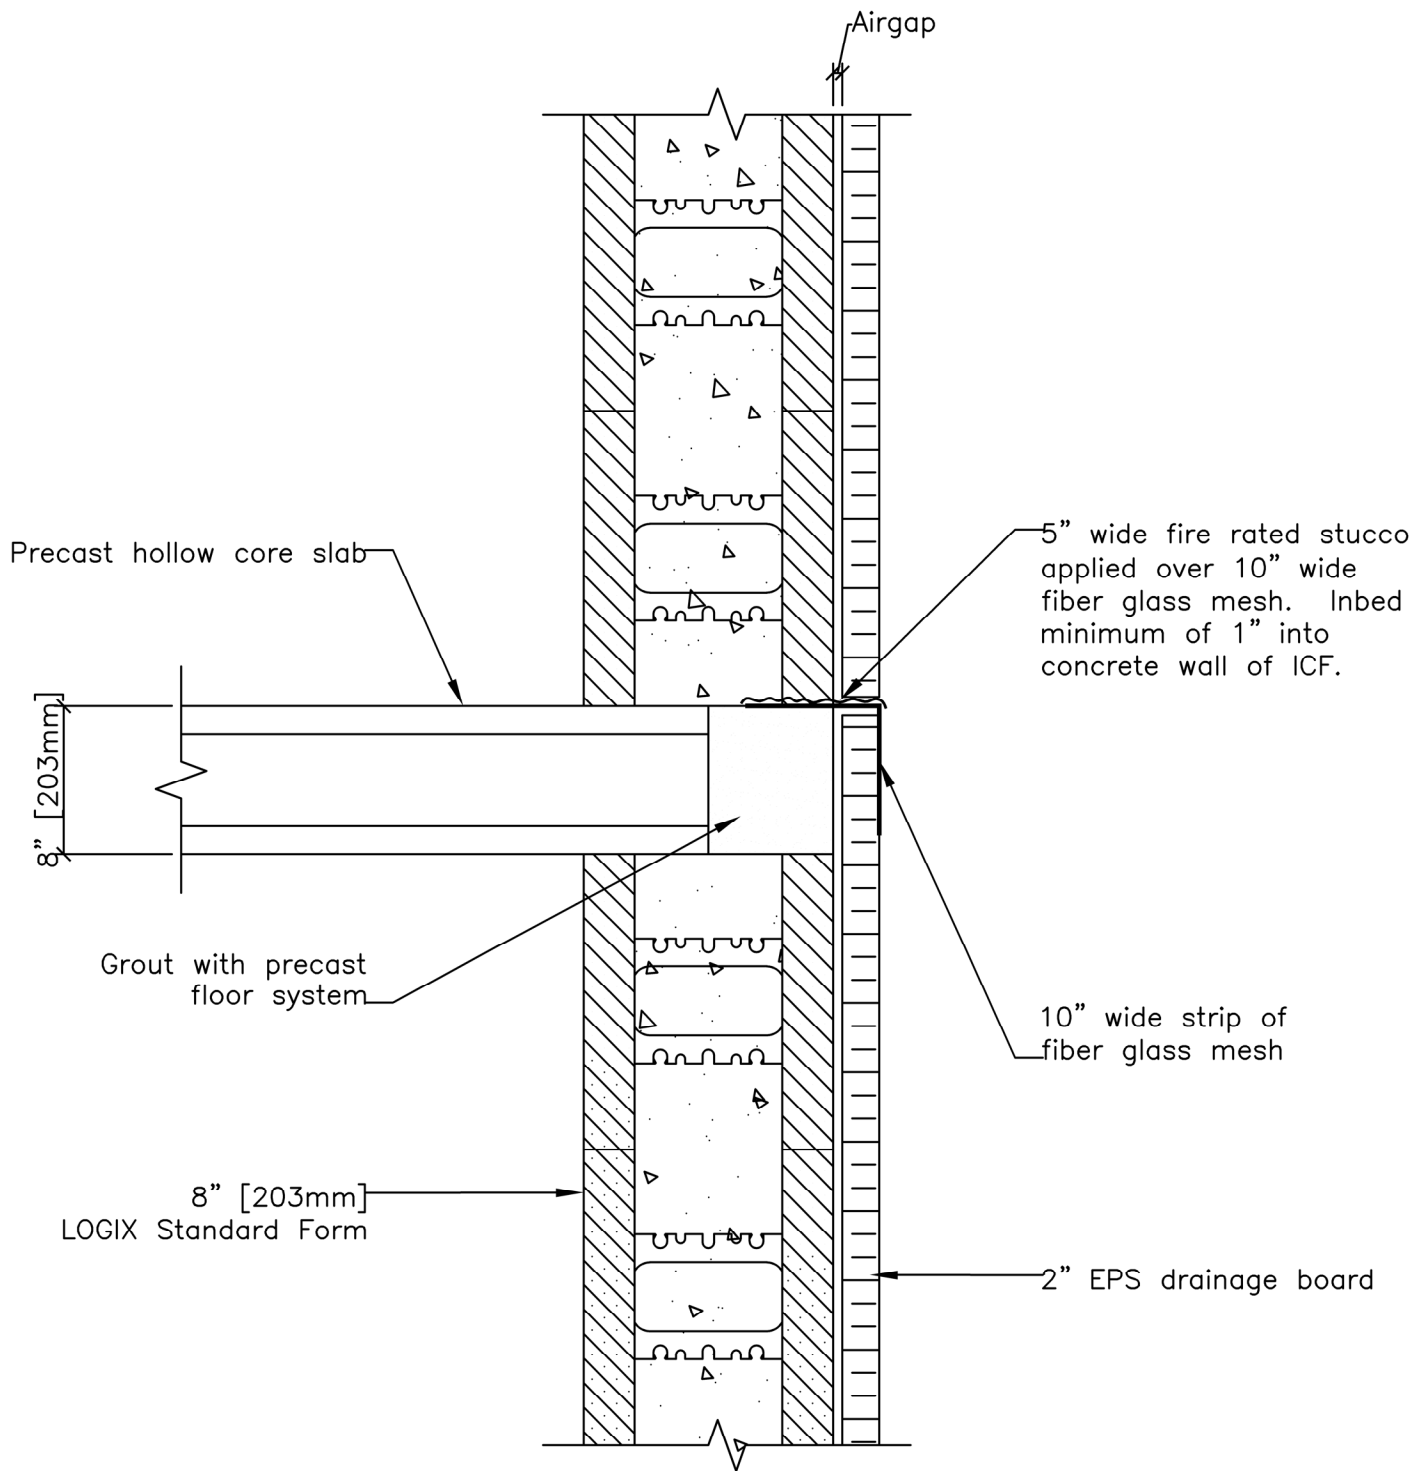 Airgap
Precast hollow core slab
5” wide fire rated stucco
applied over 10” wide
fiber glass mesh. Inbed
minimum of 1” into
concrete wall of ICF.
8” [203mm]
Grout with precast
floor system
10” wide strip of
fiber glass mesh
8” [203mm]
LOGIX Standard Form
2” EPS drainage board